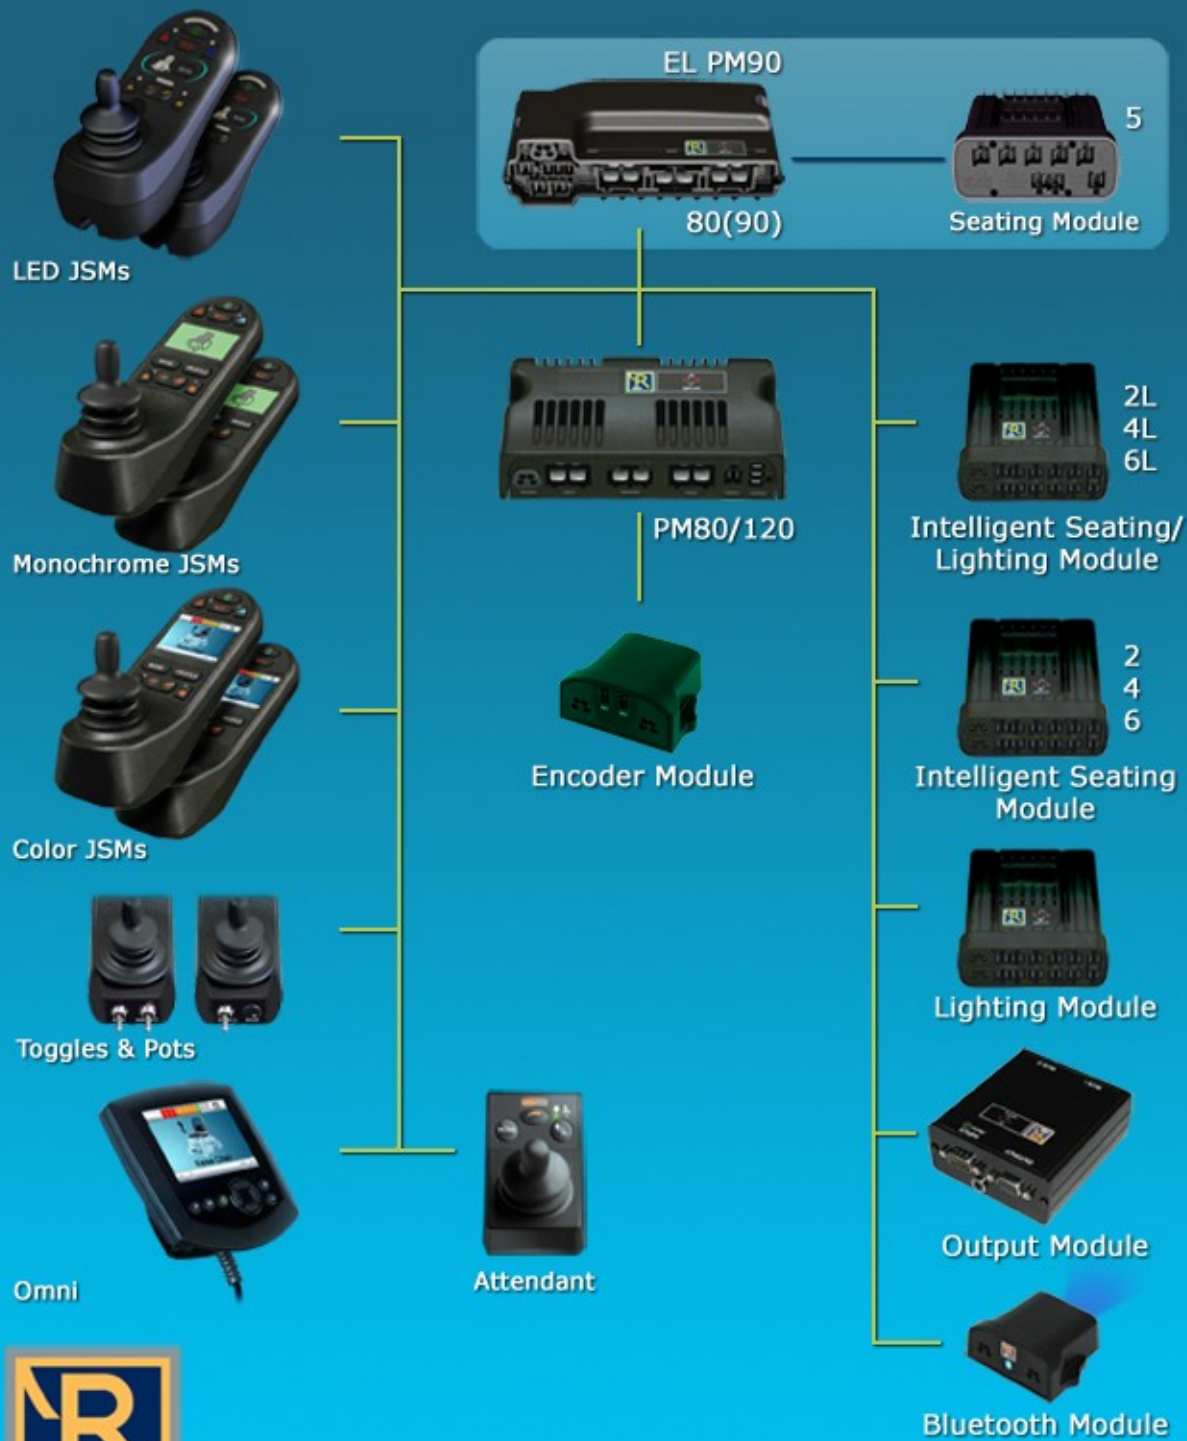 EL PM90
5
80(90)
Seating Module
LED JSMs
2L
4L
6L
PM80/120
Intelligent Seating/
Lighting Module
Monochrome JSMs
2
4
6
Encoder Module
Intelligent Seating
Module
Color JSMs
Lighting Module
Toggles & Pots
Output Module
Attendant
Omni
Bluetooth Module
R